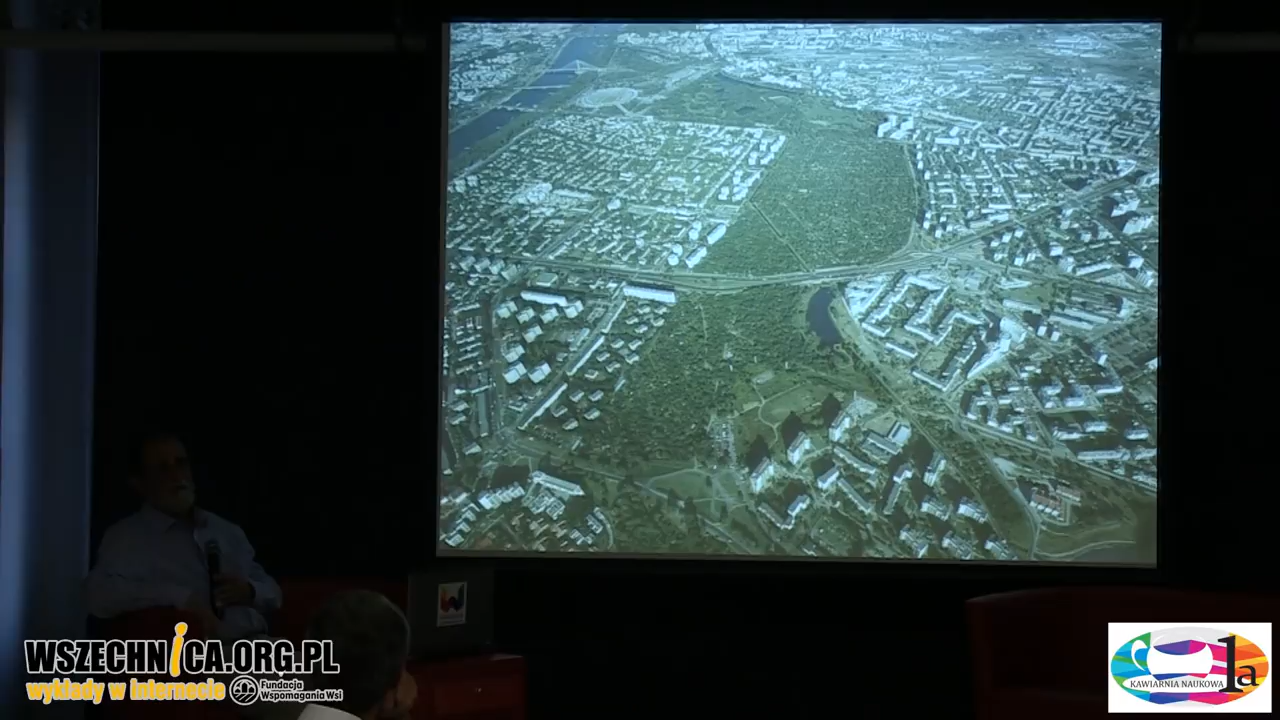 WSZECHNICA.ORG.PL
wykłady w internecie
Fundacja
Wspomagania Wsi
KAWIARNIA NAUKOWA 1a